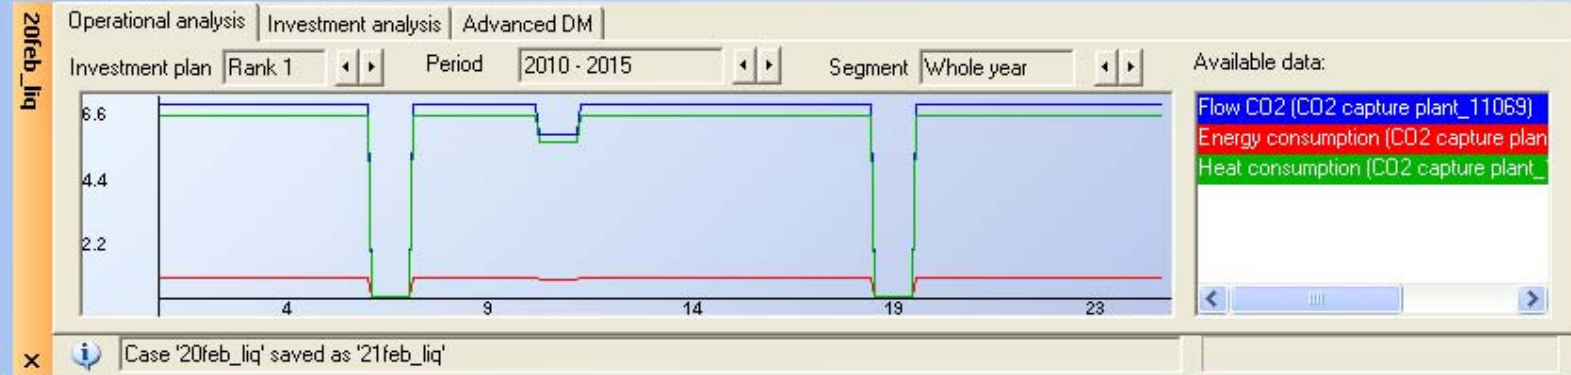 20feb_liq
Operational analysis Investment analysis Advanced DM
Investment plan Rank 1 Period 2010 - 2015 Segment Whole year Available data:
6.6
4.4
2.2
4 9 14 19 23
Flow CO2 (CO2 capture plant_11069)
Energy consumption (CO2 capture plan
Heat consumption (CO2 capture plant_
Case '20feb_liq' saved as '21feb_liq'